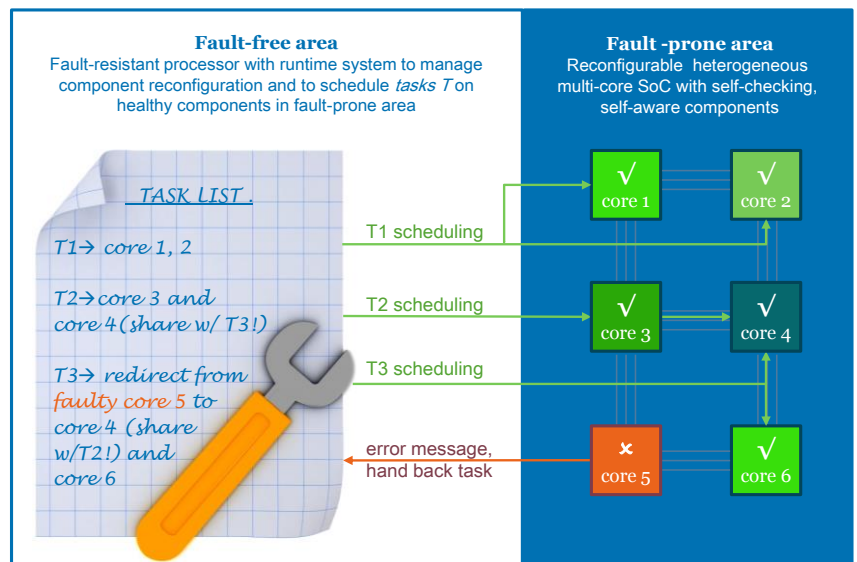 Fault-free area
Fault-resistant processor with runtime system to manage
component reconfiguration and to schedule tasks T on
healthy components in fault-prone area
Fault -prone area
Reconfigurable heterogeneous
multi-core SoC with self-checking,
self-aware components
TASK LIST .
T1→ core 1, 2
T2→core 3 and
core 4(share w/ T3!)
T3→ redirect from
faulty core 5 to
core 4 (share
w/T2!) and
core 6
T1 scheduling
T2 scheduling
T3 scheduling
error message,
hand back task
√
core 1
√
core 2
√
core 3
√
core 4
×
core 5
√
core 6